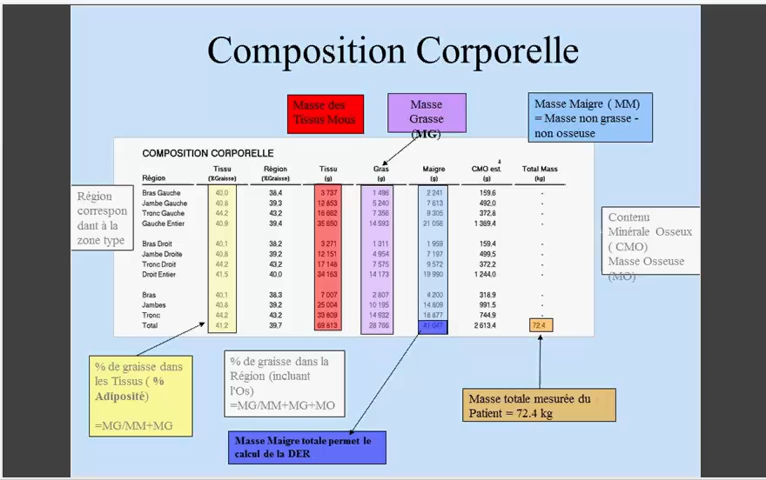 Composition Corporelle
Masse des
Tissus Mous
Masse
Grasse
(MG)
Masse Maigre ( MM)
= Masse non grasse -
non osseuse
COMPOSITION CORPORELLE
Région
Tissu
(%Graisse)
Région
(%Graisse)
Tissu
(g)
Gras
(g)
Maigre
(g)
CMO est.
(g)
Total Mass
(kg)
Bras Gauche 40.0 38.4 3 737 1 496 2 241 159.6 -
Jambe Gauche 40.8 39.3 12 853 5 240 7 613 492.0 -
Tronc Gauche 44.2 43.2 16 662 7 356 9 305 372.8 -
Gauche Entier 40.9 39.4 35 650 14 593 21 058 1 369.4 -
Bras Droit 40.1 38.2 3 271 1 311 1 959 159.4 -
Jambe Droite 40.8 39.2 12 151 4 954 7 197 499.5 -
Tronc Droit 44.2 43.2 17 146 7 575 9 572 372.2 -
Droit Entier 41.5 40.0 34 163 14 173 19 990 1 244.0 -
Bras 40.1 38.3 7 007 2 807 4 200 318.9 -
Jambes 40.8 39.2 25 004 10 195 14 809 991.5 -
Tronc 44.2 43.2 33 809 14 932 18 877 744.9 -
Total 41.2 39.7 69 813 28 766 41 047 2 613.4 72.4
Région
correspon
dant à la
zone type
Contenu
Minérale Osseux
( CMO)
Masse Osseuse
(MO)
% de graisse dans
les Tissus ( %
Adiposité)
=MG/MM+MG
% de graisse dans la
Région (incluant
l'Os)
=MG/MM+MG+MO
Masse Maigre totale permet le
calcul de la DER
Masse totale mesurée du
Patient = 72.4 kg